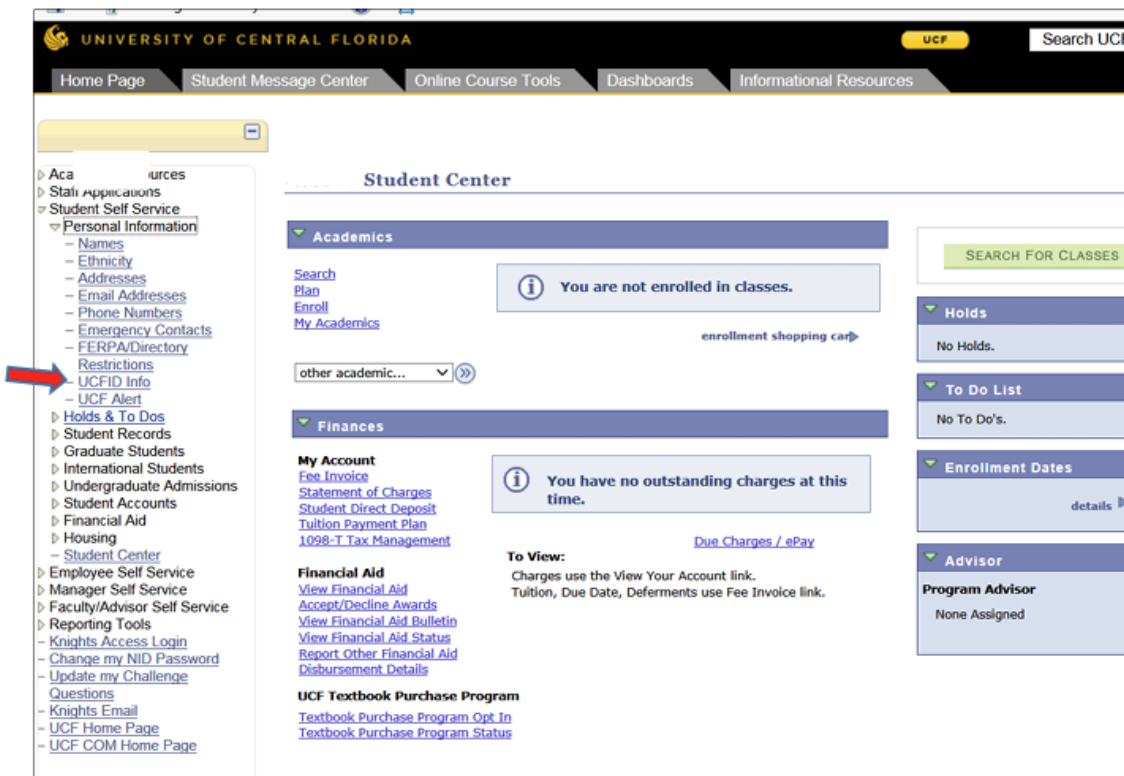 UNIVERSITY OF CENTRAL FLORIDA
UCF
Search UCF
Home Page
Student Message Center
Online Course Tools
Dashboards
Informational Resources
Staff Applications
Student Self Service
Personal Information
Names
Ethnicity
Addresses
Email Addresses
Phone Numbers
Emergency Contacts
FERPA/Directory
Restrictions
UCFID Info
UCF Alert
Holds & To Dos
Student Records
Graduate Students
International Students
Undergraduate Admissions
Student Accounts
Financial Aid
Housing
Student Center
Employee Self Service
Manager Self Service
Faculty/Advisor Self Service
Reporting Tools
Knights Access Login
Change my NID Password
Update my Challenge
Questions
Knights Email
UCF Home Page
UCF COM Home Page
Student Center
Academics
Search
Plan
Enroll
My Academics
You are not enrolled in classes.
enrollment shopping cart
other academic...
Finances
My Account
Fee Invoice
Statement of Charges
Student Direct Deposit
Tuition Payment Plan
1098-T Tax Management
You have no outstanding charges at this
time.
Due Charges / ePay
To View:
Charges use the View Your Account link.
Tuition, Due Date, Deferments use Fee Invoice link.
Financial Aid
View Financial Aid
Accept/Decline Awards
View Financial Aid Bulletin
View Financial Aid Status
Report Other Financial Aid
Disbursement Details
UCF Textbook Purchase Program
Textbook Purchase Program Opt In
Textbook Purchase Program Status
SEARCH FOR CLASSES
Holds
No Holds.
To Do List
No To Do's.
Enrollment Dates
details
Advisor
Program Advisor
None Assigned